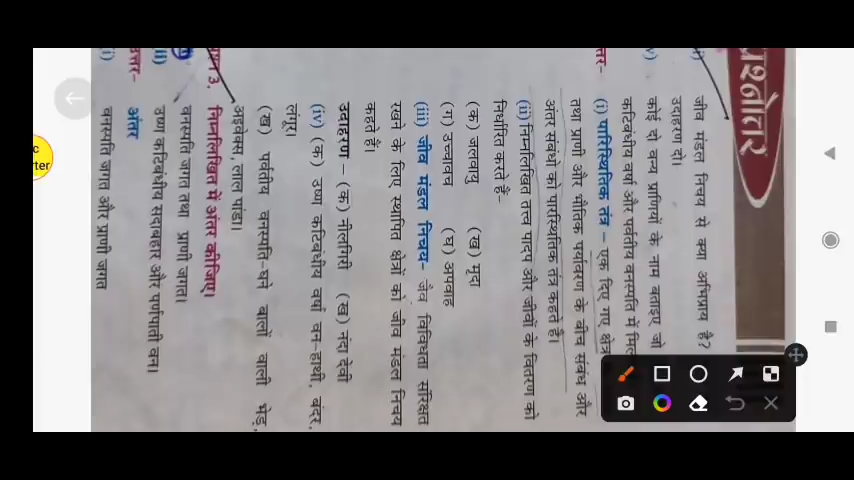 प्रश्नोत्तर
जीव मंडल निचय से क्या अभिप्राय है?
उदाहरण दो।
कोई दो वन्य प्राणियों के नाम बताइए जो
कटिबंधीय वर्षा और पर्वतीय वनस्पति में
(i) पारिस्थितिक तंत्र – एक दिए गए क्षेत्र
तथा प्राणी और भौतिक पर्यावरण के बीच संबंध और
अंतर संबंधों को पारस्थितिक तंत्र कहते है।
(ii) निम्नलिखित तत्त्व पादप और जीवों के वितरण को
निर्धारित करते हैं–
(क) जलवायु (ख) मृदा
(ग) उच्चावच (घ) अपवाह
(iii) जीव मंडल निचय– जैव विविधता संरक्षित
रखने के लिए स्थापित क्षेत्रों को जीव मंडल निचय
कहते है।
उदाहरण – (क) नीलगिरी (ख) नंदा देवी
(iv) (क) उष्ण कटिबंधीय वर्षा वन–हाथी, बंदर,
लंगूर।
(ख) पर्वतीय वनस्पति–घने बालों वाली भेड़,
आइवेक्स, लाल पांडा।
3. निम्नलिखित में अंतर कीजिए।
वनस्पति जगत तथा प्राणी जगत।
उष्ण कटिबंधीय सदाबहार और पर्णपाती वन।
उत्तर– अंतर
वनस्पति जगत और प्राणी जगत
rter